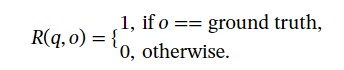 R(q, o) = { 1, if o == ground truth,
0, otherwise.